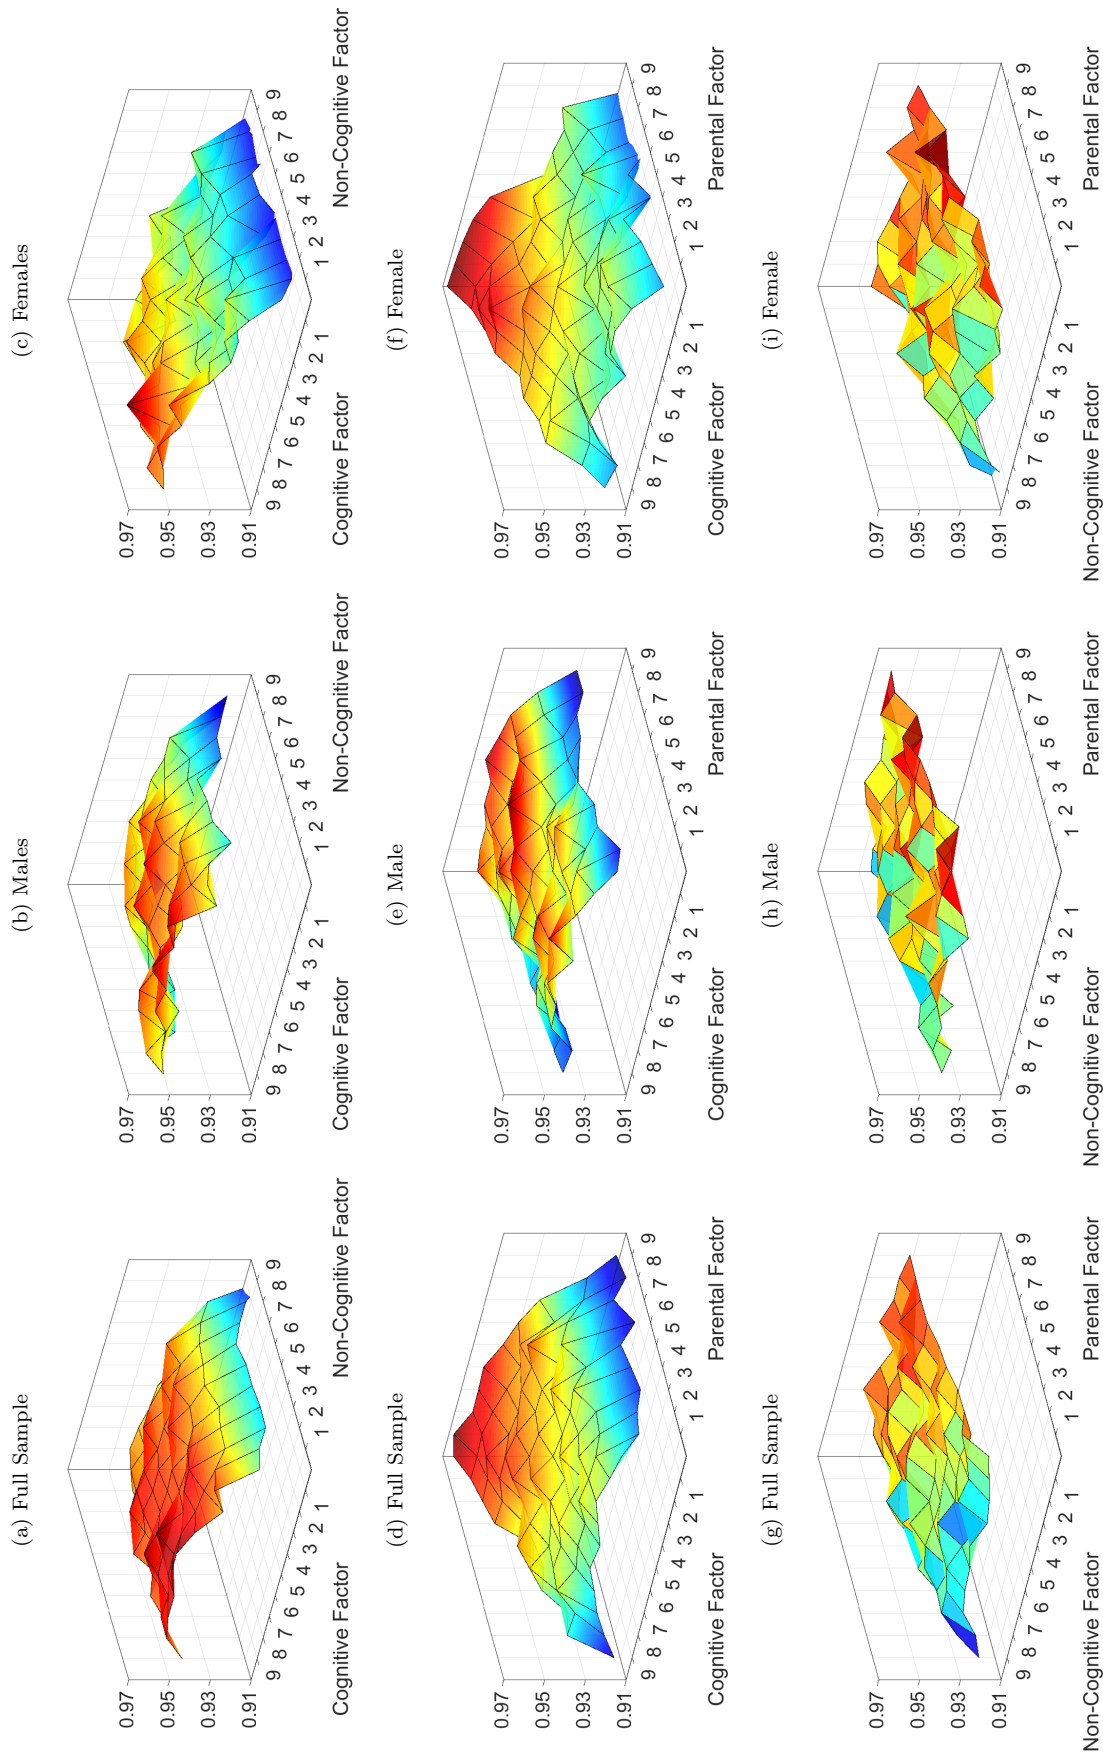 (a) Full Sample
0.97
0.95
0.93
0.91
9 8 7 6 5 4 3 2 1
1 2 3 4 5 6 7 8 9
Cognitive Factor
Non-Cognitive Factor
(b) Males
0.97
0.95
0.93
0.91
9 8 7 6 5 4 3 2 1
1 2 3 4 5 6 7 8 9
Cognitive Factor
Non-Cognitive Factor
(c) Females
0.97
0.95
0.93
0.91
9 8 7 6 5 4 3 2 1
1 2 3 4 5 6 7 8 9
Cognitive Factor
Non-Cognitive Factor
(d) Full Sample
0.97
0.95
0.93
0.91
9 8 7 6 5 4 3 2 1
1 2 3 4 5 6 7 8 9
Cognitive Factor
Parental Factor
(e) Male
0.97
0.95
0.93
0.91
9 8 7 6 5 4 3 2 1
1 2 3 4 5 6 7 8 9
Cognitive Factor
Parental Factor
(f) Female
0.97
0.95
0.93
0.91
9 8 7 6 5 4 3 2 1
1 2 3 4 5 6 7 8 9
Cognitive Factor
Parental Factor
(g) Full Sample
0.97
0.95
0.93
0.91
9 8 7 6 5 4 3 2 1
1 2 3 4 5 6 7 8 9
Non-Cognitive Factor
Parental Factor
(h) Male
0.97
0.95
0.93
0.91
9 8 7 6 5 4 3 2 1
1 2 3 4 5 6 7 8 9
Non-Cognitive Factor
Parental Factor
(i) Female
0.97
0.95
0.93
0.91
9 8 7 6 5 4 3 2 1
1 2 3 4 5 6 7 8 9
Non-Cognitive Factor
Parental Factor